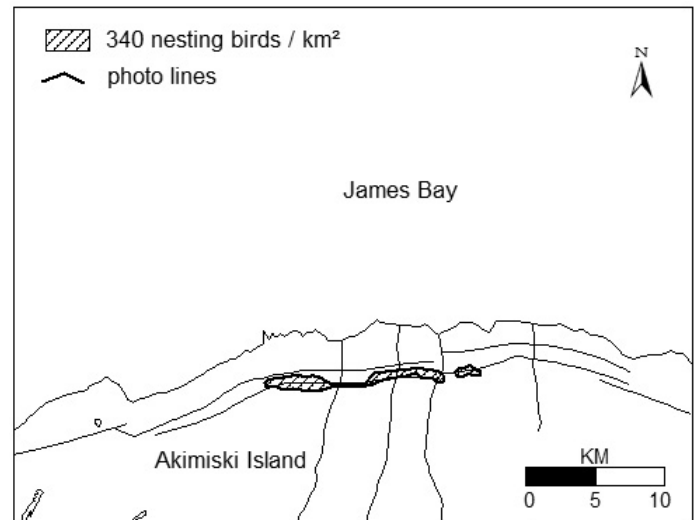 340 nesting birds / km²
photo lines
N
James Bay
Akimiski Island
KM
0 5 10